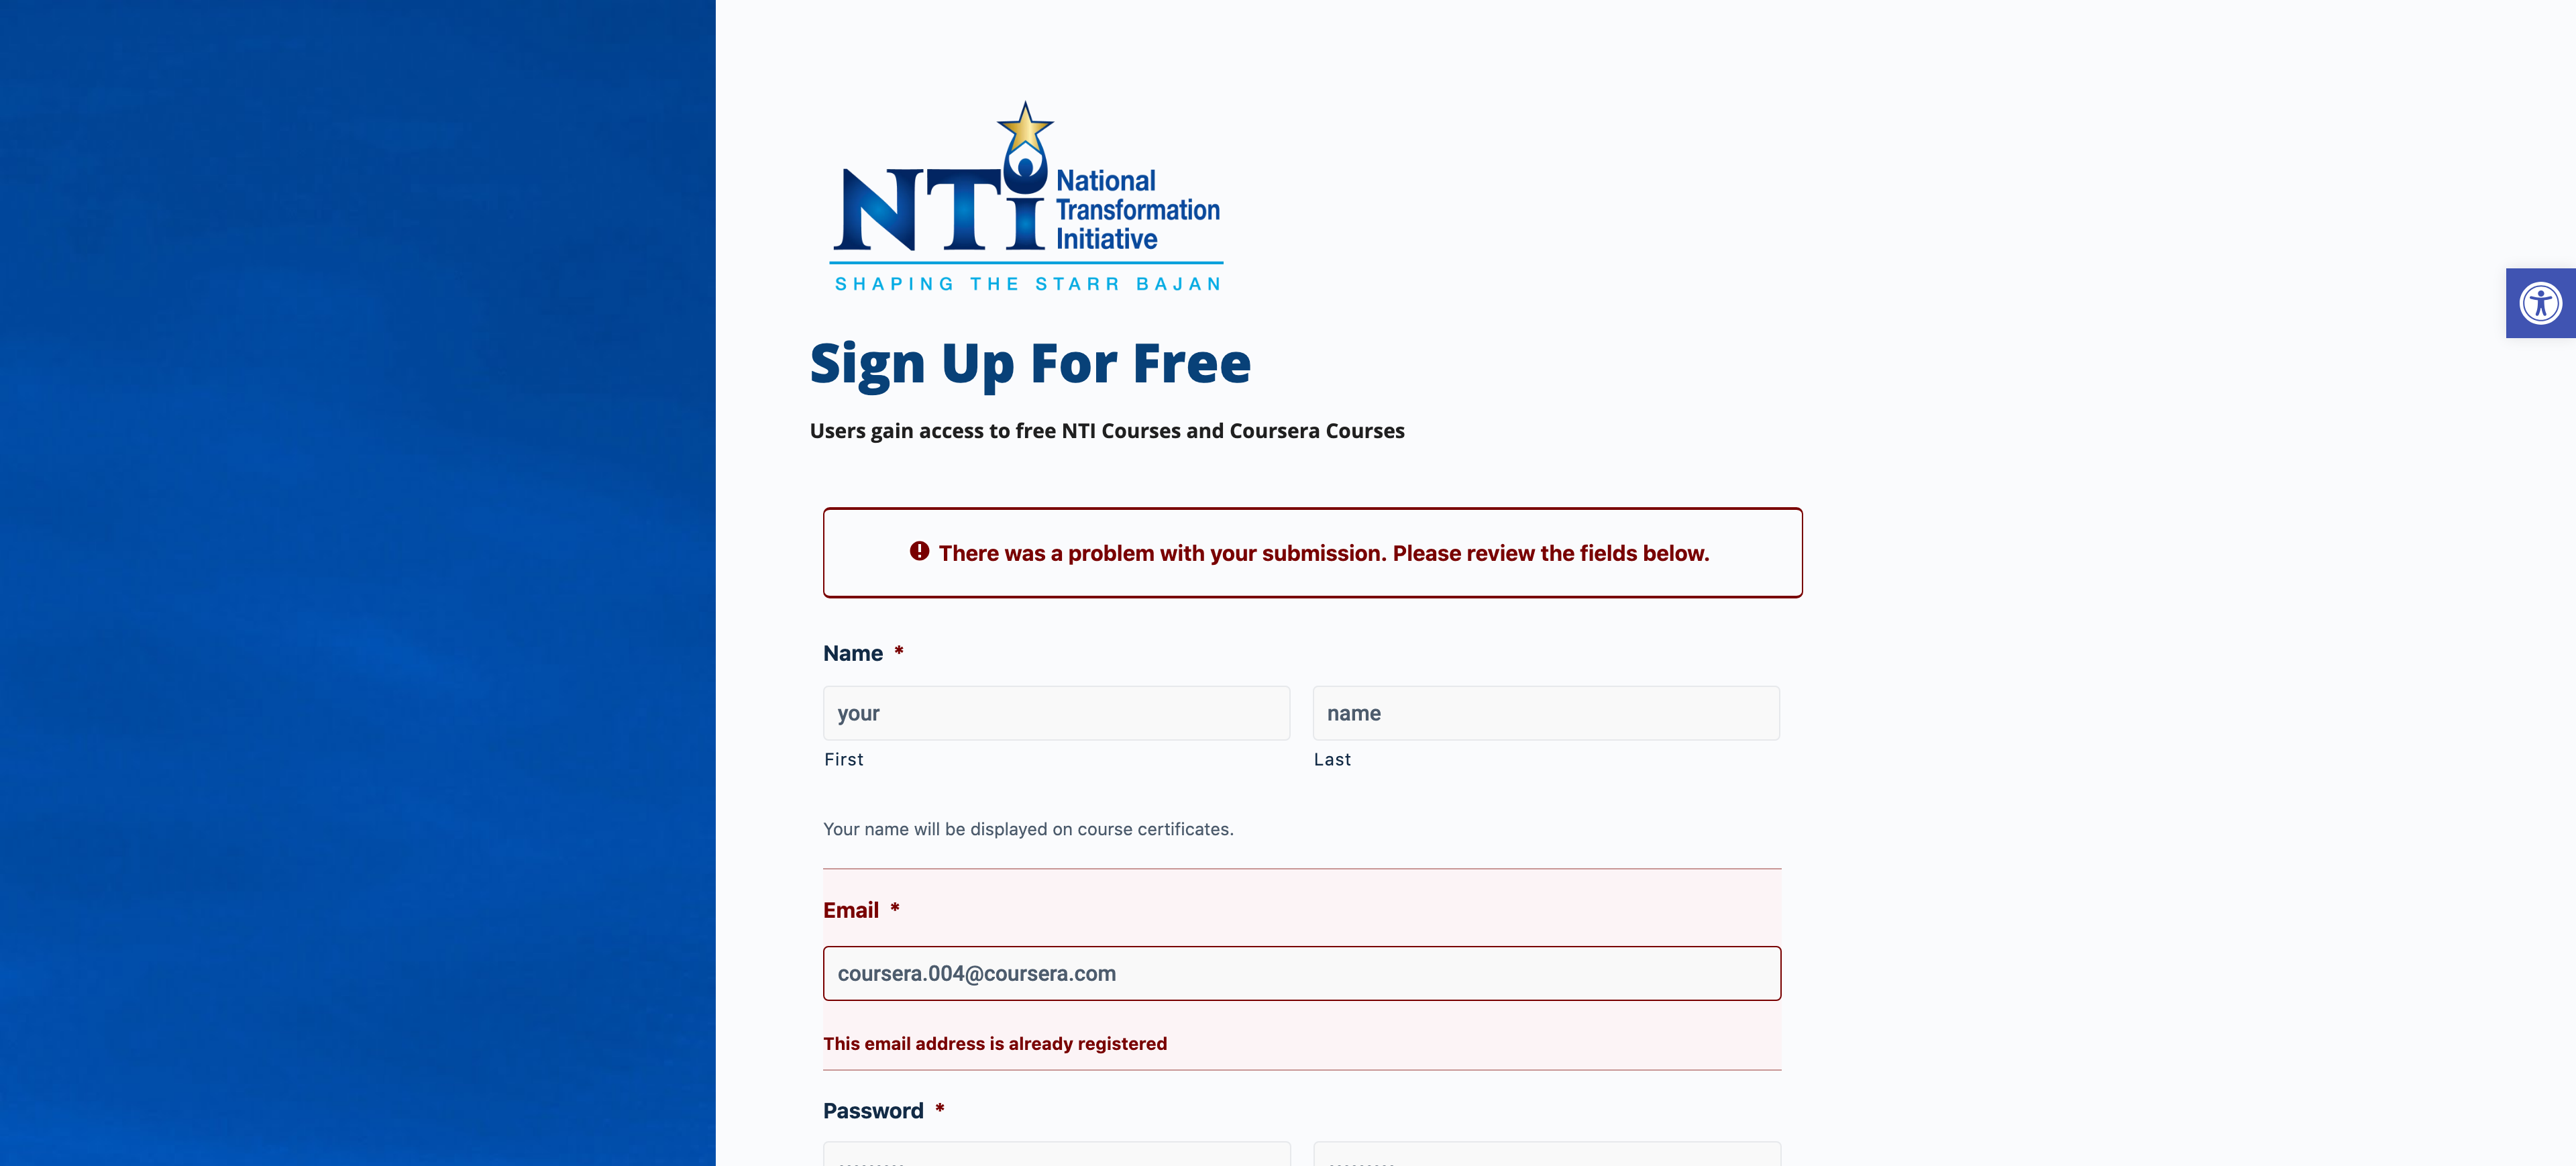 NTi National
Transformation
Initiative
SHAPING THE STARR BAJAN
Sign Up For Free
Users gain access to free NTI Courses and Coursera Courses
There was a problem with your submission. Please review the fields below.
Name *
your name
First Last
Your name will be displayed on course certificates.
Email *
coursera.004@coursera.com
This email address is already registered
Password *